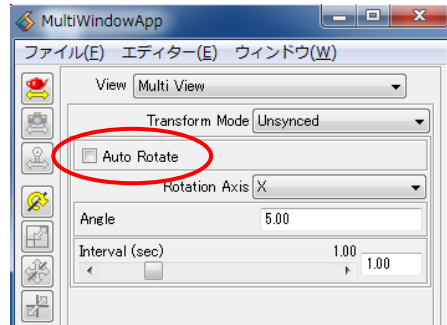 MultiWindowApp
ファイル(F) エディター(E) ウィンドウ(W)
View Multi View
Transform Mode Unsynced
Auto Rotate
Rotation Axis X
Angle 5.00
Interval (sec) 1.00 1.00